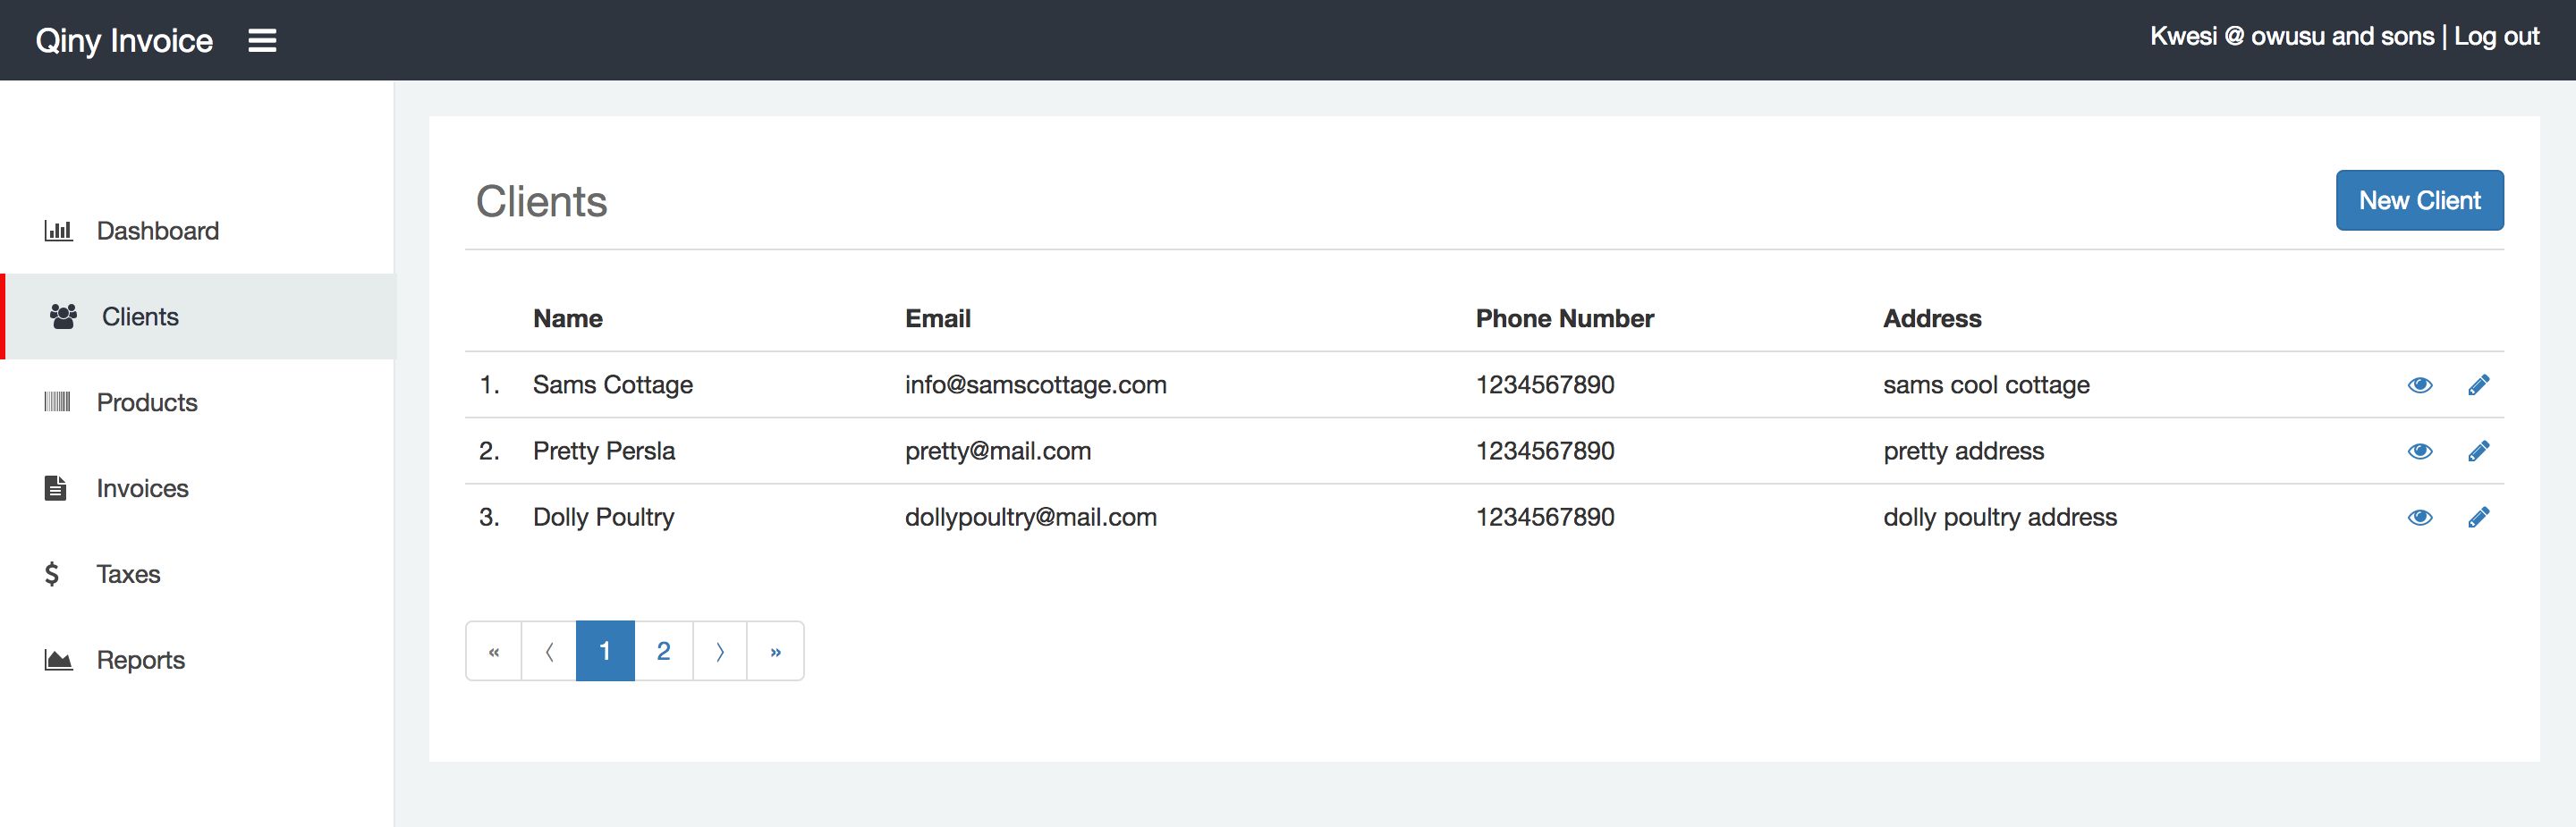 Qiny Invoice
Kwesi @ owusu and sons | Log out
Dashboard
Clients
Products
Invoices
Taxes
Reports
Clients
New Client
Name Email Phone Number Address
1. Sams Cottage info@samscottage.com 1234567890 sams cool cottage
2. Pretty Persla pretty@mail.com 1234567890 pretty address
3. Dolly Poultry dollypoultry@mail.com 1234567890 dolly poultry address
« 〈 1 2 〉 »